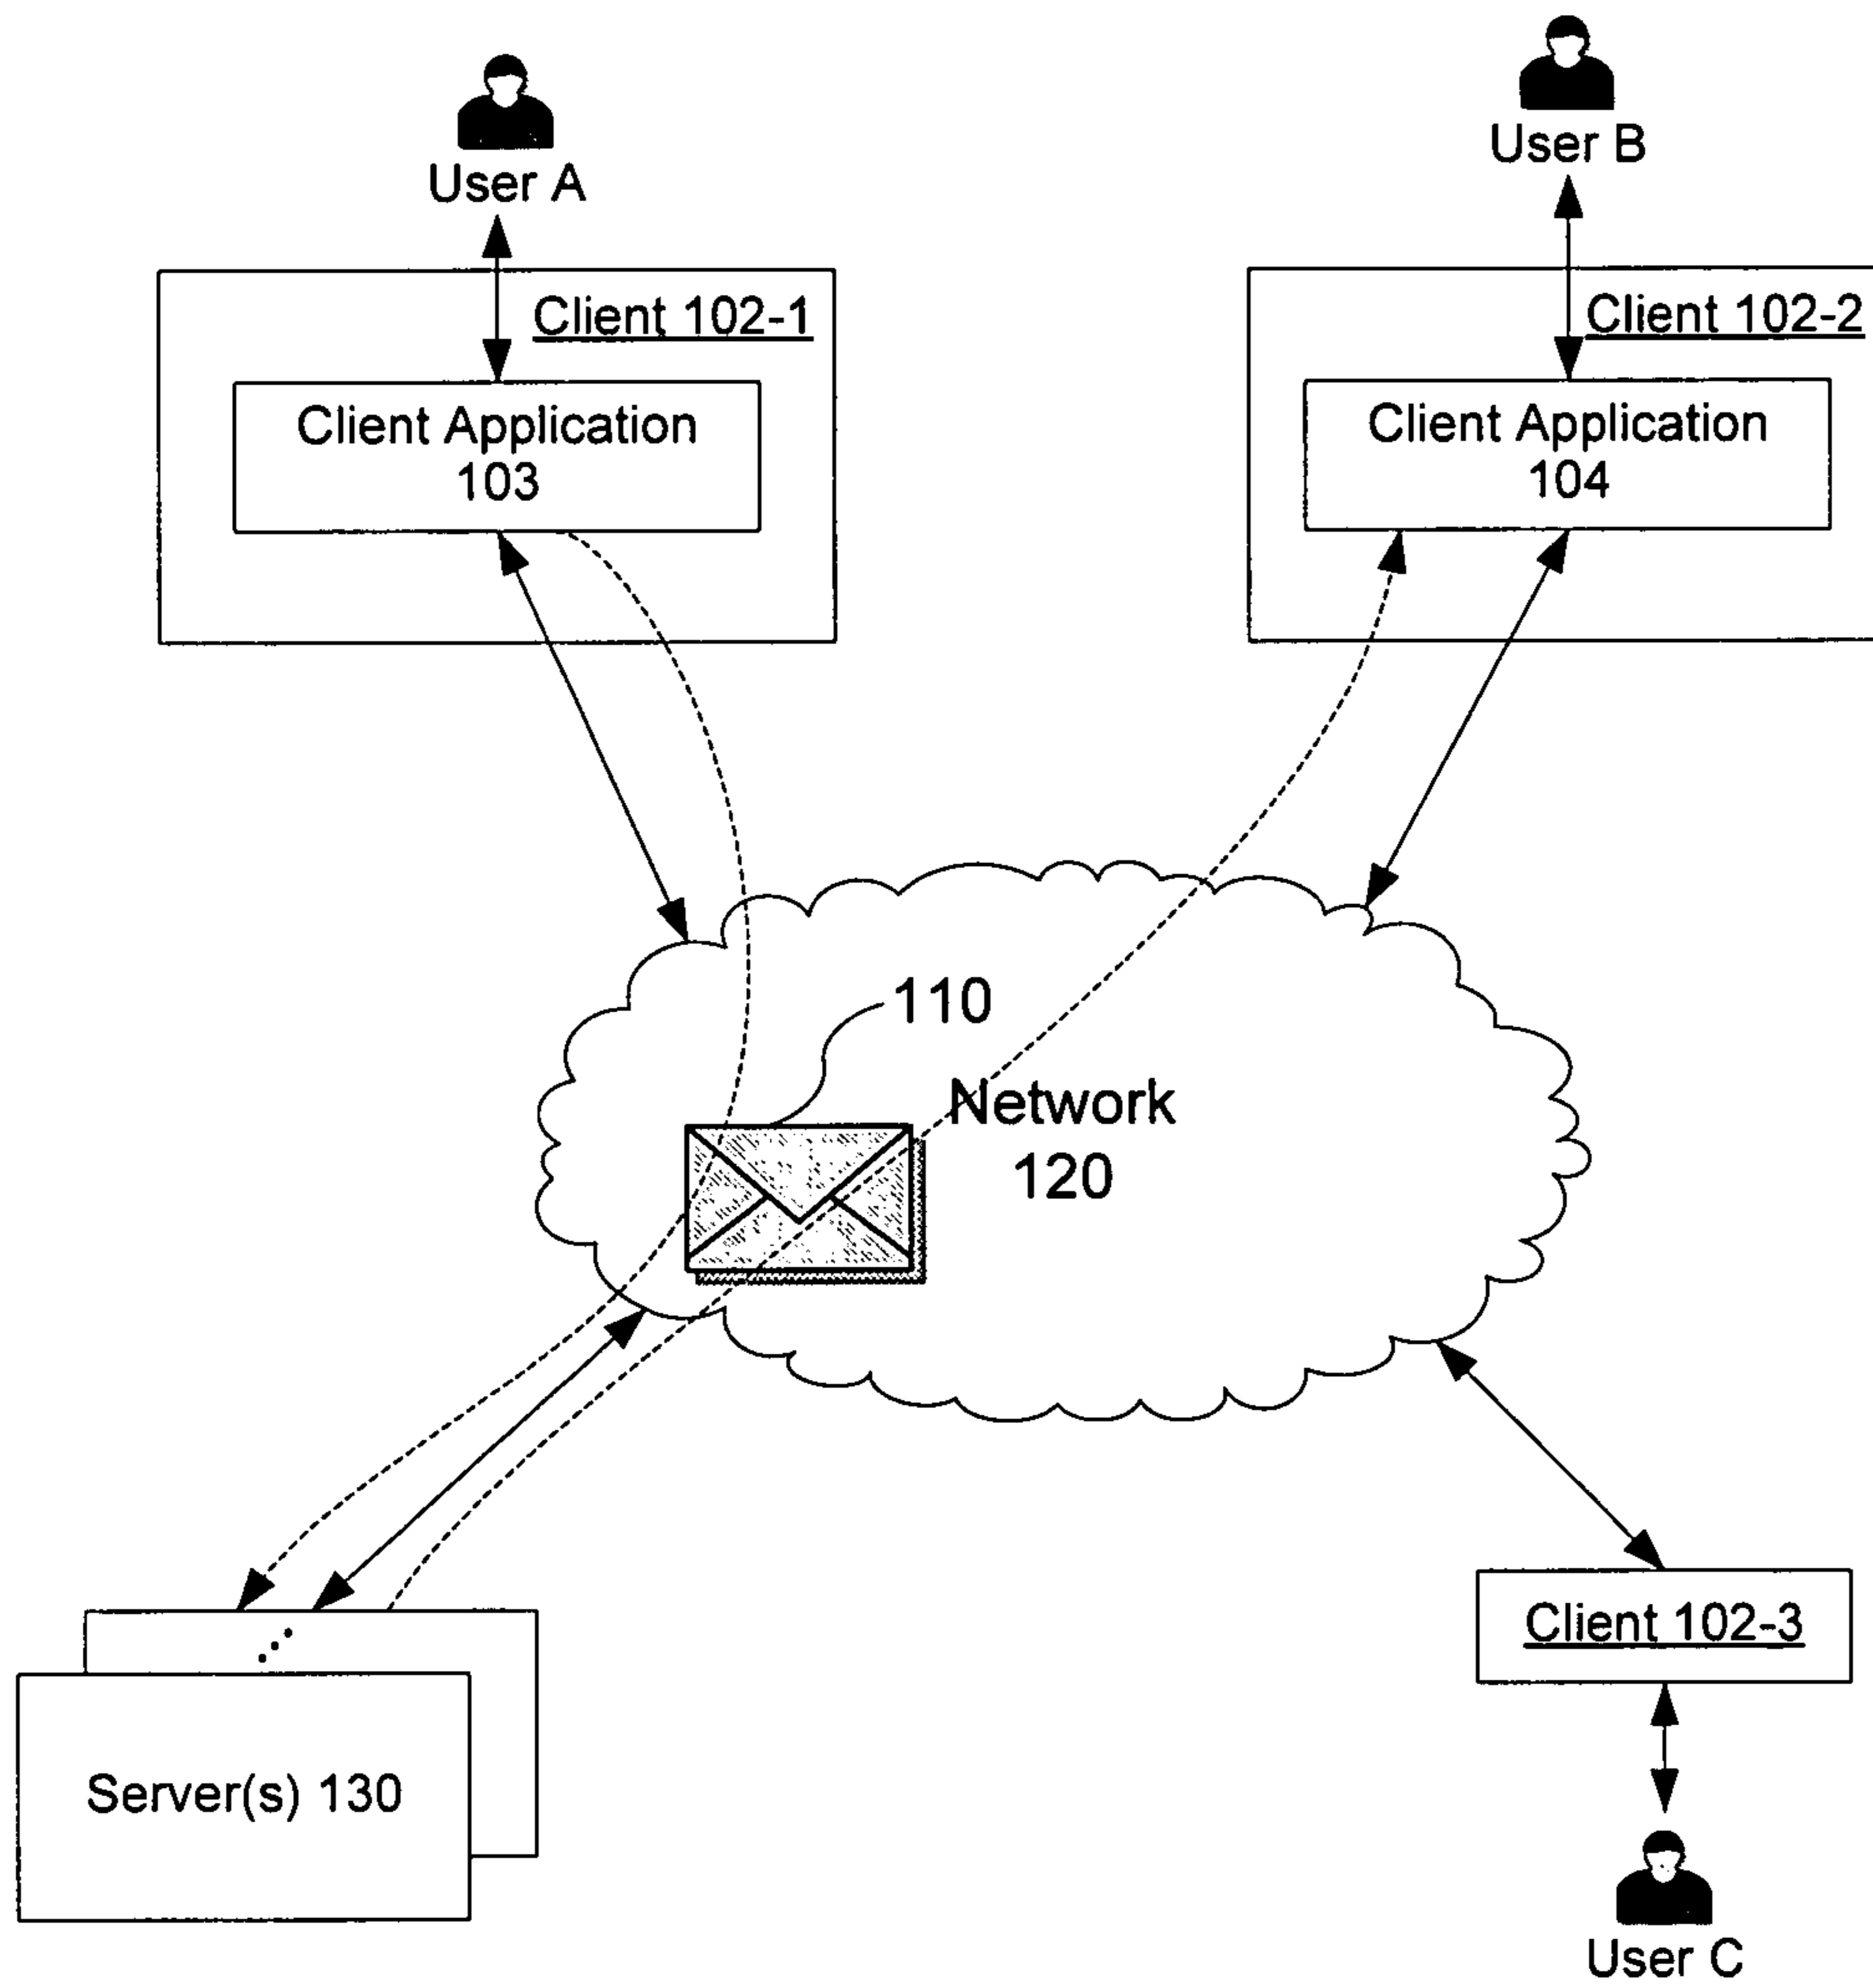 User A
User B
Client 102-1
Client 102-2
Client Application
103
Client Application
104
110
Network
120
Client 102-3
Server(s) 130
User C